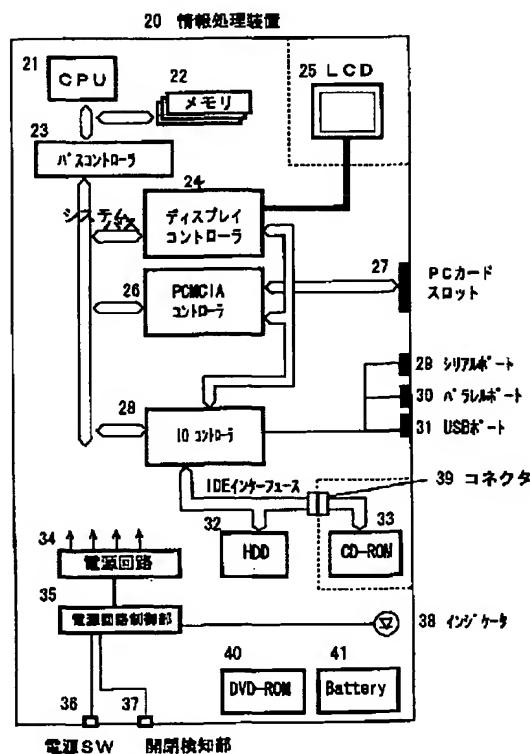 20 情報処理装置
21
CPU
22
メモリ
23
バスコントローラ
25 LCD
システムバス
24
ディスプレイ
コントローラ
26
PCMCIA
コントローラ
27
PCカード
スロット
28
IOコントローラ
29 シリアルポート
30 パラレルポート
31 USBポート
IDEインターフェース
39 コネクタ
32
HDD
33
CD-ROM
34
電源回路
35
電源回路制御部
38 インジケータ
40
DVD-ROM
41
Battery
36
37
電源SW
開閉検知部